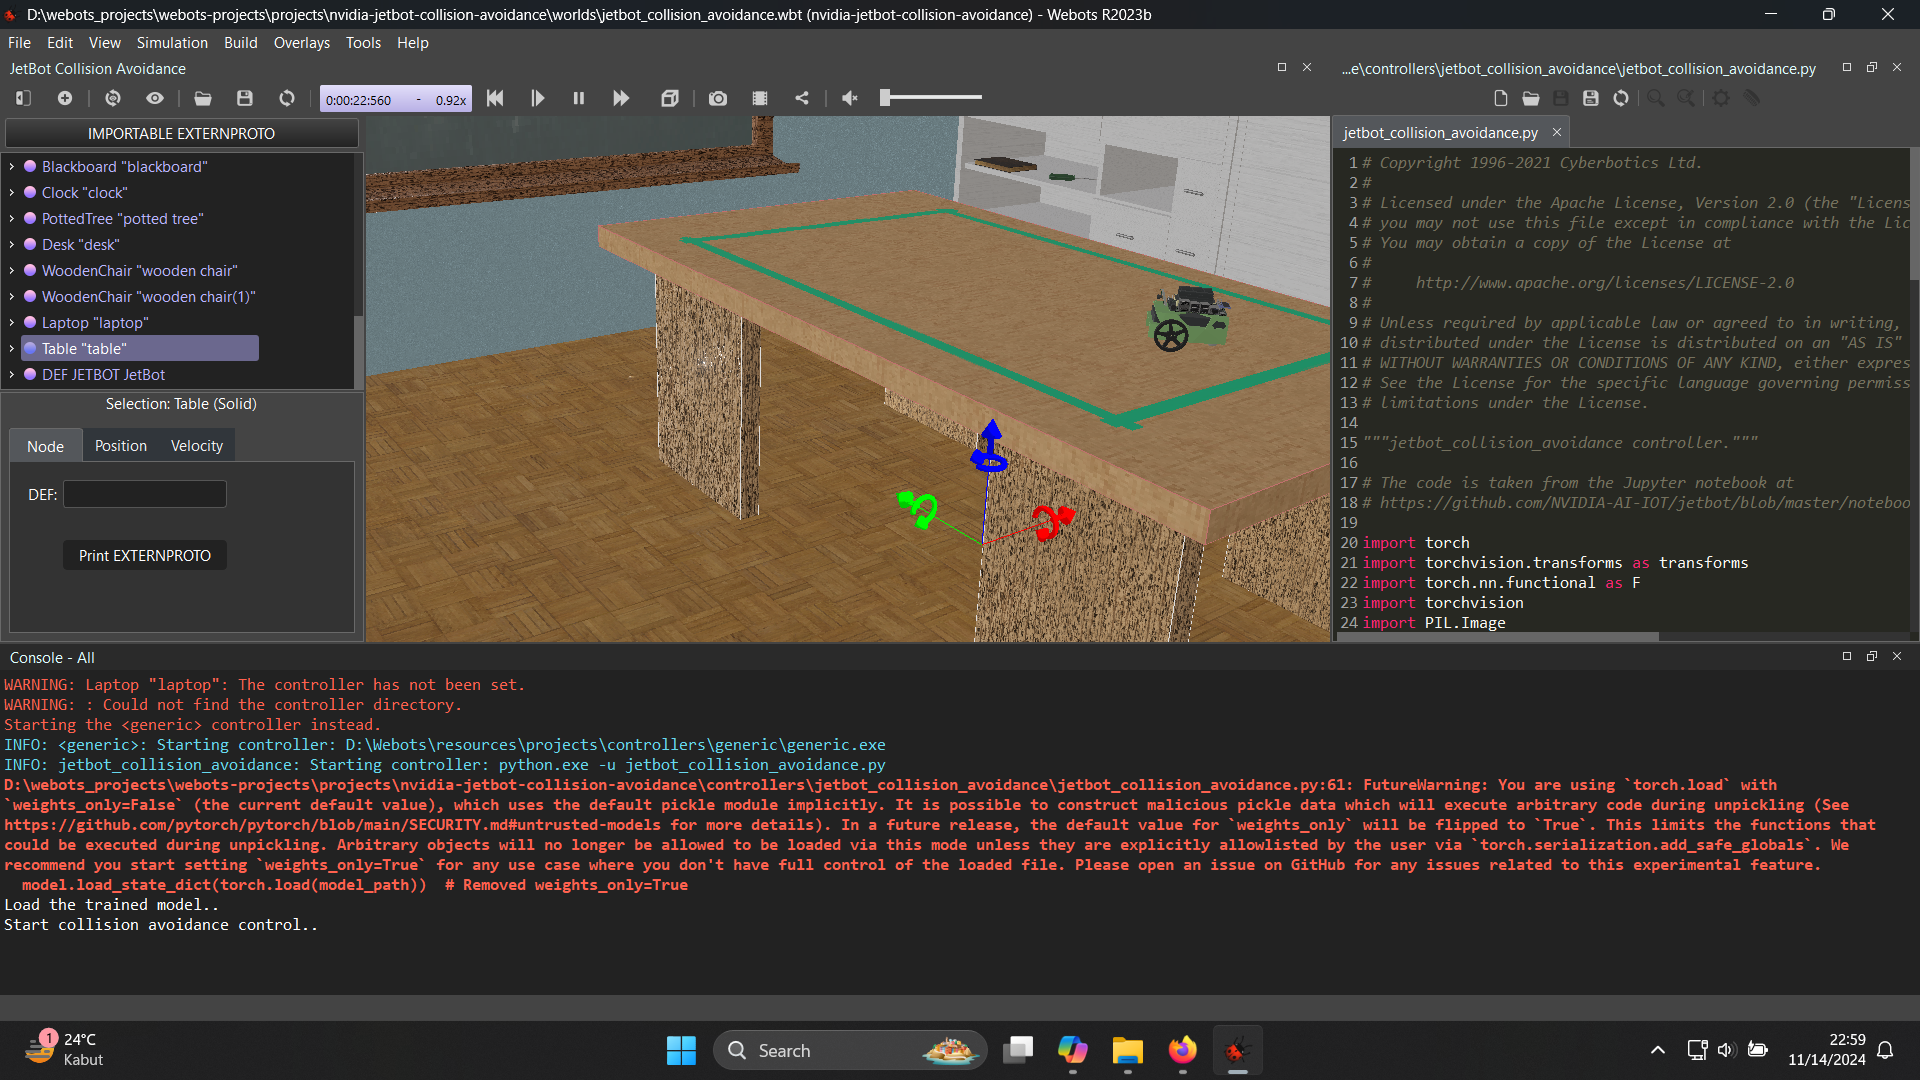 D:\webots_projects\webots-projects\projects\nvidia-jetbot-collision-avoidance\worlds\jetbot_collision_avoidance.wbt (nvidia-jetbot-collision-avoidance) - Webots R2023b
File Edit View Simulation Build Overlays Tools Help
JetBot Collision Avoidance
0:00:22:560 - 0.92x
IMPORTABLE EXTERNPROTO
Blackboard "blackboard"
Clock "clock"
PottedTree "potted tree"
Desk "desk"
WoodenChair "wooden chair"
WoodenChair "wooden chair(1)"
Laptop "laptop"
Table "table"
DEF JETBOT JetBot
Selection: Table (Solid)
Node Position Velocity
DEF:
Print EXTERNPROTO
...e\controllers\jetbot_collision_avoidance\jetbot_collision_avoidance.py
jetbot_collision_avoidance.py
1 # Copyright 1996-2021 Cyberbotics Ltd.
2 #
3 # Licensed under the Apache License, Version 2.0 (the "Licens
4 # you may not use this file except in compliance with the Lic
5 # You may obtain a copy of the License at
6 #
7 #     http://www.apache.org/licenses/LICENSE-2.0
8 #
9 # Unless required by applicable law or agreed to in writing,
10 # distributed under the License is distributed on an "AS IS"
11 # WITHOUT WARRANTIES OR CONDITIONS OF ANY KIND, either expres
12 # See the License for the specific language governing permiss
13 # limitations under the License.
14
15 """jetbot_collision_avoidance controller."""
16
17 # The code is taken from the Jupyter notebook at
18 # https://github.com/NVIDIA-AI-IOT/jetbot/blob/master/noteboo
19
20 import torch
21 import torchvision.transforms as transforms
22 import torch.nn.functional as F
23 import torchvision
24 import PIL.Image
Console - All
WARNING: Laptop "laptop": The controller has not been set.
WARNING: : Could not find the controller directory.
Starting the <generic> controller instead.
INFO: <generic>: Starting controller: D:\Webots\resources\projects\controllers\generic\generic.exe
INFO: jetbot_collision_avoidance: Starting controller: python.exe -u jetbot_collision_avoidance.py
D:\webots_projects\webots-projects\projects\nvidia-jetbot-collision-avoidance\controllers\jetbot_collision_avoidance\jetbot_collision_avoidance.py:61: FutureWarning: You are using `torch.load` with
`weights_only=False` (the current default value), which uses the default pickle module implicitly. It is possible to construct malicious pickle data which will execute arbitrary code during unpickling (See
https://github.com/pytorch/pytorch/blob/main/SECURITY.md#untrusted-models for more details). In a future release, the default value for `weights_only` will be flipped to `True`. This limits the functions that
could be executed during unpickling. Arbitrary objects will no longer be allowed to be loaded via this mode unless they are explicitly allowlisted by the user via `torch.serialization.add_safe_globals`. We
recommend you start setting `weights_only=True` for any use case where you don't have full control of the loaded file. Please open an issue on GitHub for any issues related to this experimental feature.
model.load_state_dict(torch.load(model_path))  # Removed weights_only=True
Load the trained model..
Start collision avoidance control..
1
24°C
Kabut
Search
22:59
11/14/2024